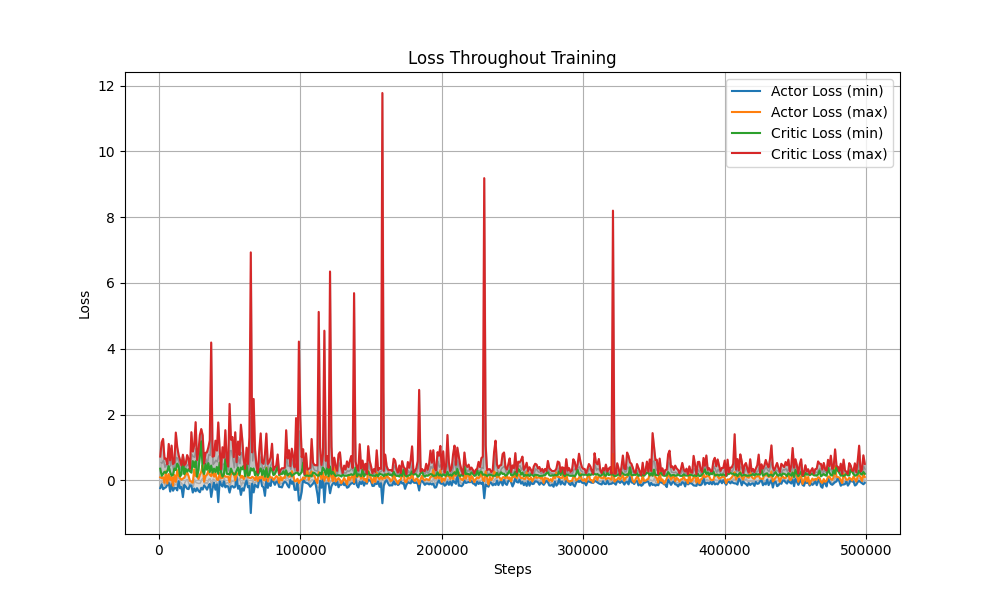 Loss Throughout Training
Actor Loss (min)
Actor Loss (max)
Critic Loss (min)
Critic Loss (max)
Loss
12
10
8
6
4
2
0
0 100000 200000 300000 400000 500000
Steps